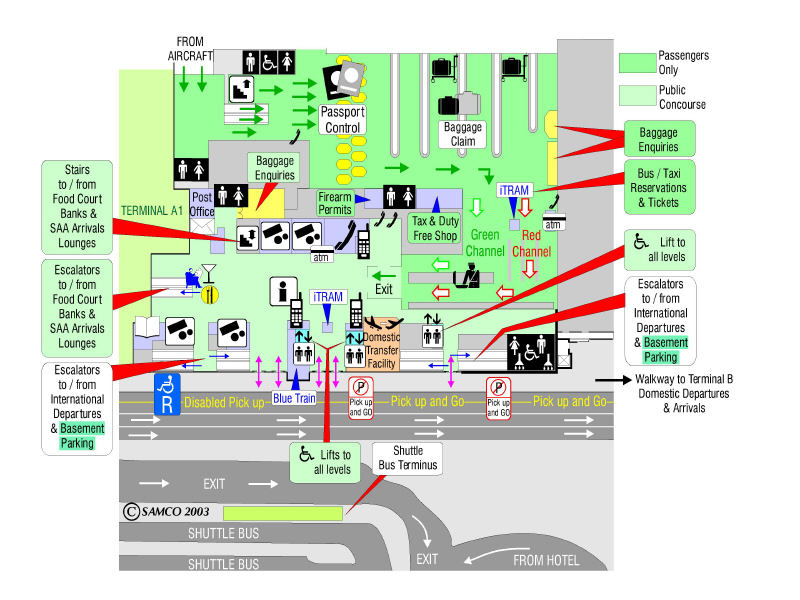 FROM
AIRCRAFT
Passengers
Only
Public
Concourse
Passport
Control
Baggage
Claim
Baggage
Enquiries
Baggage
Enquiries
Stairs
to / from
Food Court
Banks &
SAA Arrivals
Lounges
TERMINAL A1
Post
Office
Firearm
Permits
Tax & Duty
Free Shop
iTRAM
Bus / Taxi
Reservations
& Tickets
atm
atm
Green
Channel
Red
Channel
Lift to
all levels
Exit
Escalators
to / from
Food Court
Banks &
SAA Arrivals
Lounges
iTRAM
Escalators
to / from
International
Departures
& Basement
Parking
Domestic
Transfer
Facility
Escalators
to / from
International
Departures
& Basement
Parking
Walkway to Terminal B
Domestic Departures
& Arrivals
R
Disabled Pick up
Blue Train
P
Pick up
and GO
Pick up and Go
P
Pick up
and GO
Pick up and Go
Lifts to
all levels
Shuttle
Bus Terminus
EXIT
© SAMCO 2003
SHUTTLE BUS
SHUTTLE BUS
EXIT
FROM HOTEL